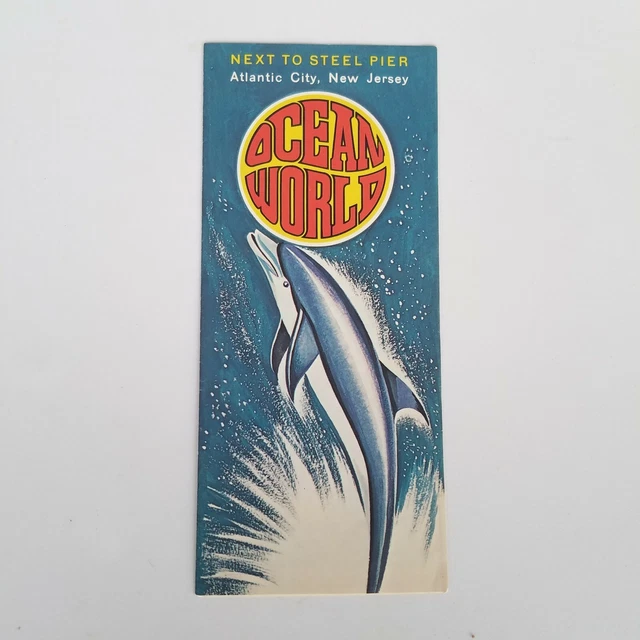 NEXT TO STEEL PIER
Atlantic City, New Jersey
OCEAN
WORLD